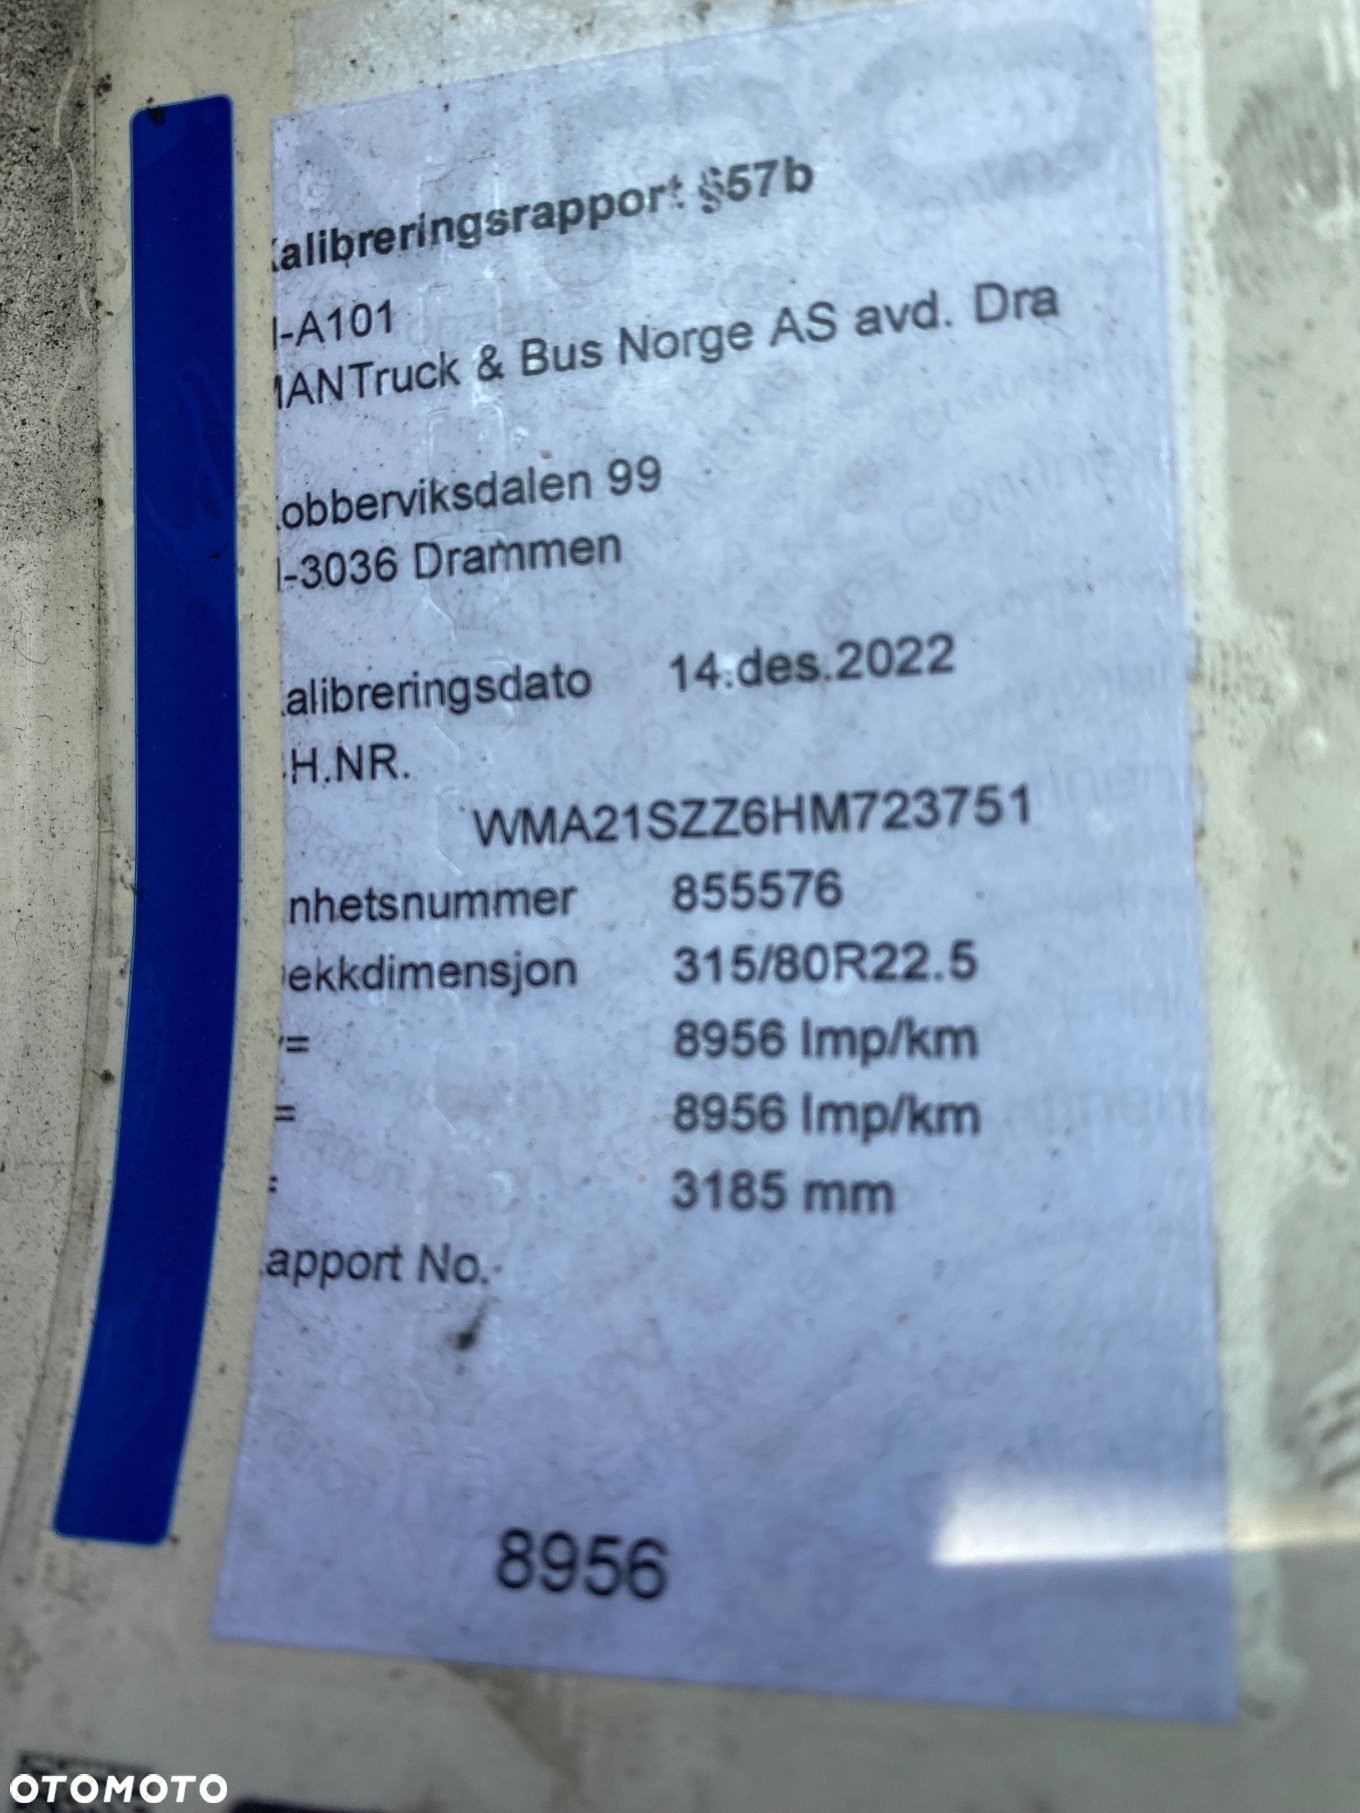 alibreringsrapport §57b
-A101
MANTruck & Bus Norge AS avd. Dra
obberviksdalen 99
-3036 Drammen
alibreringsdato 14.des.2022
H.NR.
WMA21SZZ6HM723751
nhetsnummer 855576
ekkdimensjon 315/80R22.5
= 8956 Imp/km
= 8956 Imp/km
: 3185 mm
apport No.
8956
OTOMOTO